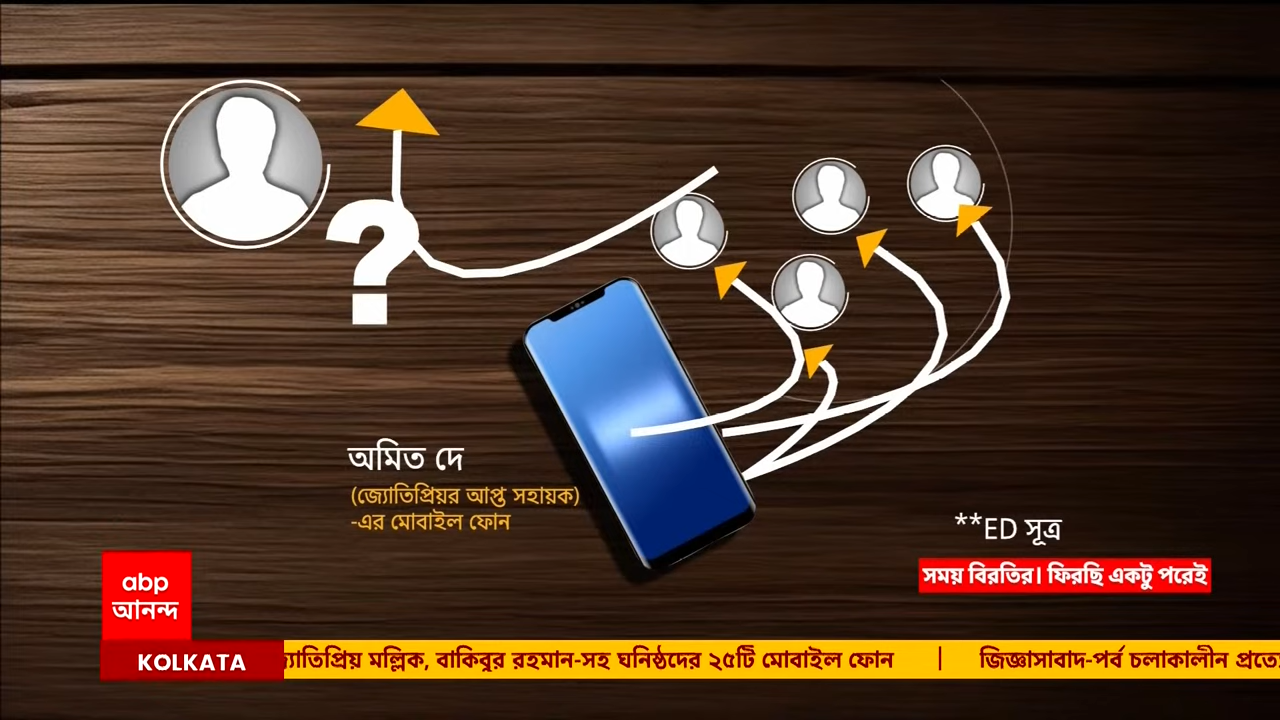 ?
অমিত দে
(জ্যোতিপ্রিয়র আপ্ত সহায়ক)
-এর মোবাইল ফোন
**ED সূত্র
সময় বিরতির। ফিরছি একটু পরেই
abp
আনন্দ
KOLKATA
মল্লিক, বাকিবুর রহমান-সহ ঘনিষ্ঠদের ২৫টি মোবাইল ফোন | জিজ্ঞাসাবাদ-পর্ব চলাকালীন